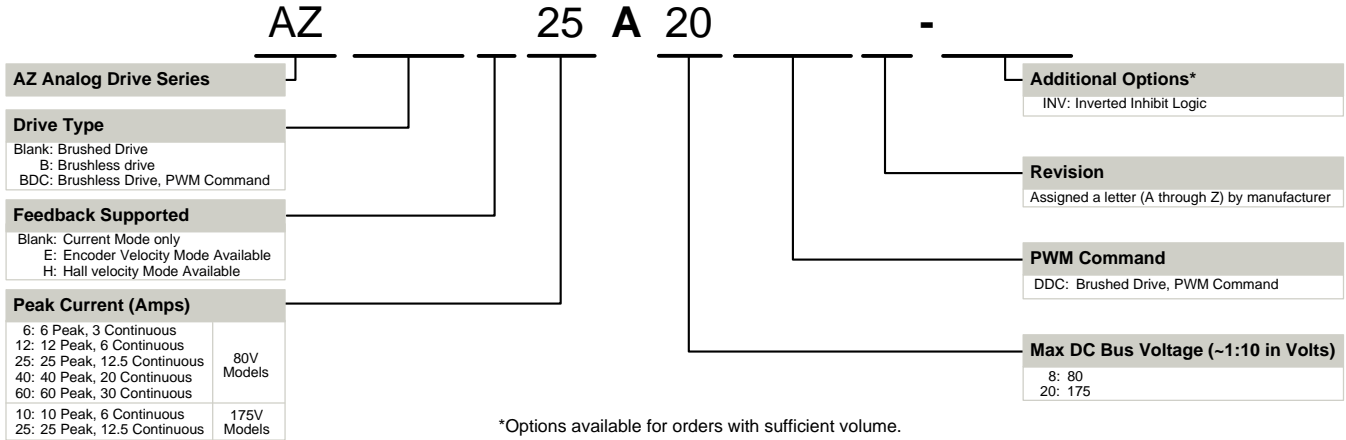 AZ 25 A 20 -
AZ Analog Drive Series
Drive Type
Blank: Brushed Drive
B: Brushless drive
BDC: Brushless Drive, PWM Command
Feedback Supported
Blank: Current Mode only
E: Encoder Velocity Mode Available
H: Hall velocity Mode Available
Peak Current (Amps)
6: 6 Peak, 3 Continuous
12: 12 Peak, 6 Continuous
25: 25 Peak, 12.5 Continuous
40: 40 Peak, 20 Continuous
60: 60 Peak, 30 Continuous
80V
Models
10: 10 Peak, 6 Continuous
25: 25 Peak, 12.5 Continuous
175V
Models
Additional Options*
INV: Inverted Inhibit Logic
Revision
Assigned a letter (A through Z) by manufacturer
PWM Command
DDC: Brushed Drive, PWM Command
Max DC Bus Voltage (~1:10 in Volts)
8: 80
20: 175
*Options available for orders with sufficient volume.